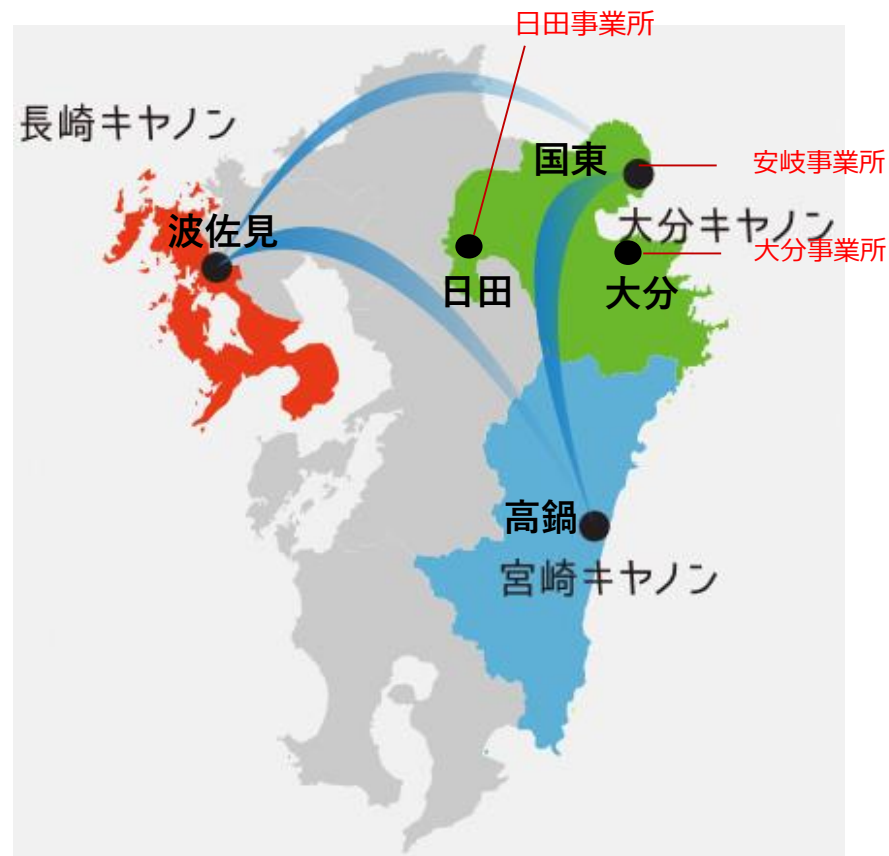 日田事業所
長崎キヤノン
国東
安岐事業所
波佐見
大分キヤノン
大分事業所
日田
大分
高鍋
宮崎キヤノン